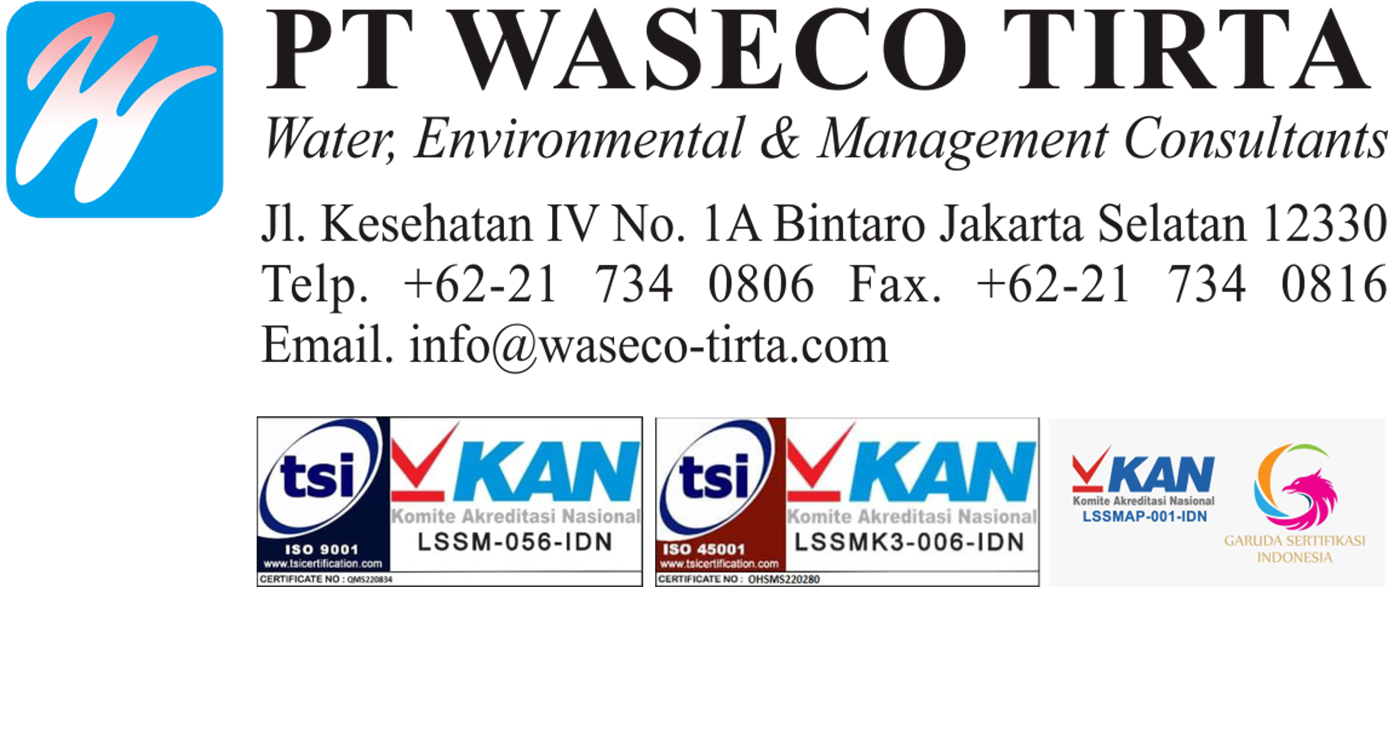 PT WASECO TIRTA
Water, Environmental & Management Consultants
Jl. Kesehatan IV No. 1A Bintaro Jakarta Selatan 12330
Telp. +62-21 734 0806 Fax. +62-21 734 0816
Email. info@waseco-tirta.com
tsi
ISO 9001
www.tsicertification.com
KAN
Komite Akreditasi Nasional
LSSM-056-IDN
CERTIFICATE NO : QMS220834
tsi
ISO 45001
www.tsicertification.com
KAN
Komite Akreditasi Nasional
LSSMK3-006-IDN
CERTIFICATE NO : OHSMS220280
KAN
Komite Akreditasi Nasional
LSSMAP-001-IDN
GARUDA SERTIFIKASI
INDONESIA